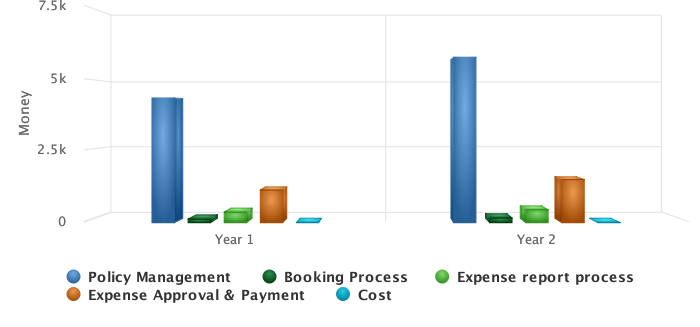 7.5k
5k
2.5k
0
Money
Year 1 Year 2
Policy Management Booking Process Expense report process
Expense Approval & Payment Cost